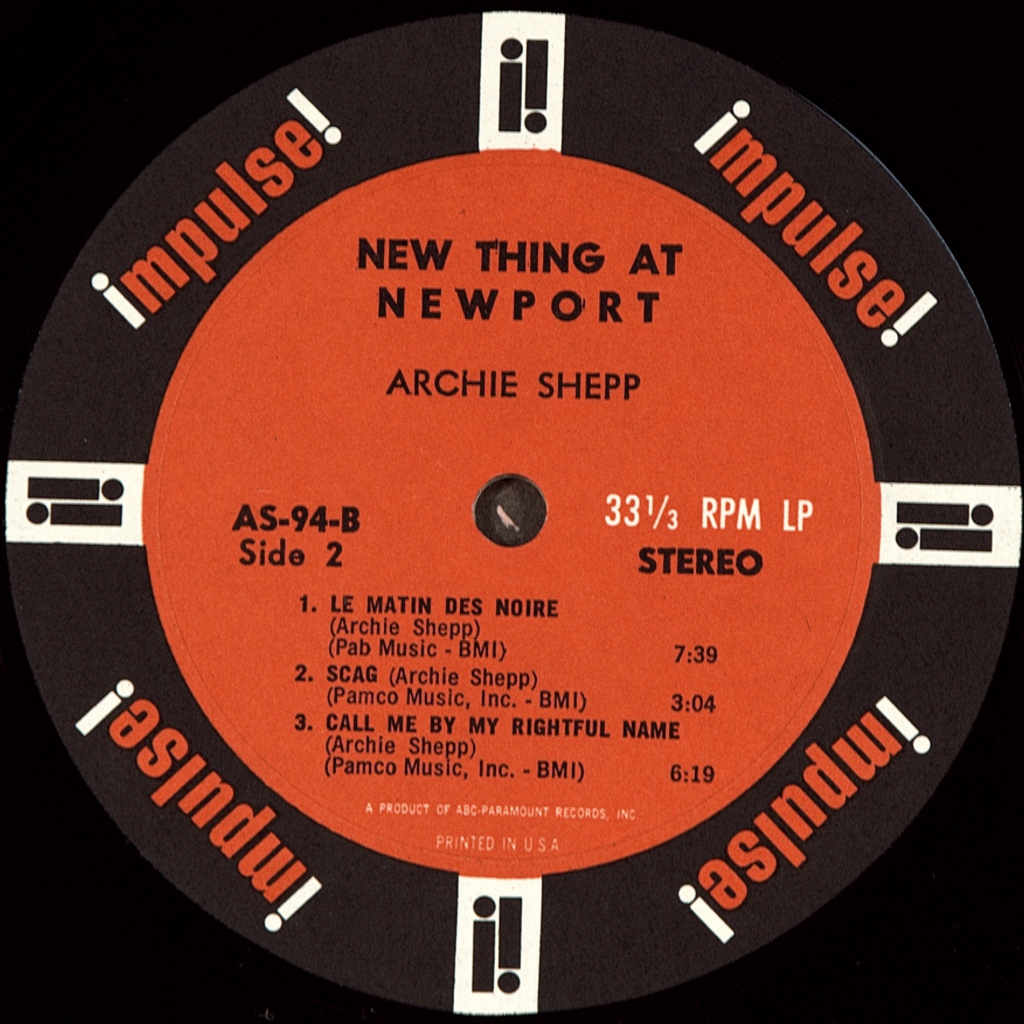 impulse!
impulse!
NEW THING AT
NEWPORT
ARCHIE SHEPP
AS-94-B
Side 2
33⅓ RPM LP
STEREO
1. LE MATIN DES NOIRE
(Archie Shepp)
(Pab Music - BMI) 7:39
2. SCAG (Archie Shepp)
(Pamco Music, Inc. - BMI) 3:04
3. CALL ME BY MY RIGHTFUL NAME
(Archie Shepp)
(Pamco Music, Inc. - BMI) 6:19
A PRODUCT OF ABC-PARAMOUNT RECORDS, INC
PRINTED IN U.S.A
impulse!
impulse!